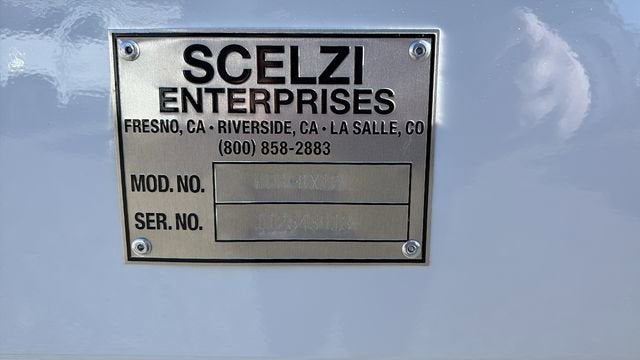 SCELZI
ENTERPRISES
FRESNO, CA · RIVERSIDE, CA · LA SALLE, CO
(800) 858-2883
MOD. NO.
SER. NO.